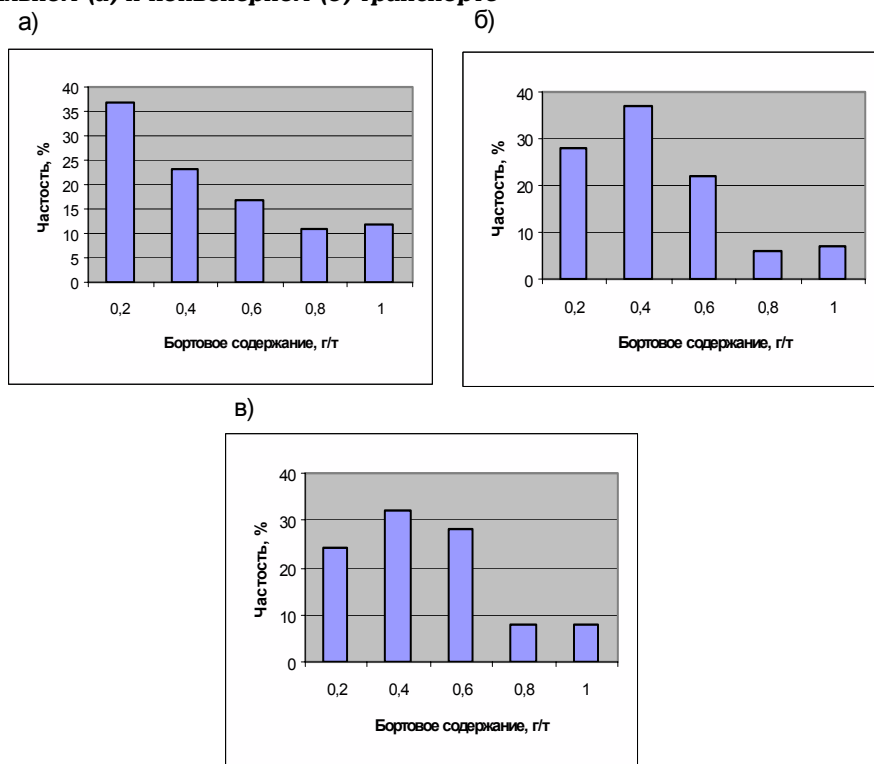 (а) и конвейерном (б) транспорте
а)
Частость, %
40
35
30
25
20
15
10
5
0
0,2 0,4 0,6 0,8 1
Бортовое содержание, г/т
б)
Частость, %
40
30
20
10
0
0,2 0,4 0,6 0,8 1
Бортовое содержание, г/т
в)
Частость, %
40
30
20
10
0
0,2 0,4 0,6 0,8 1
Бортовое содержание, г/т